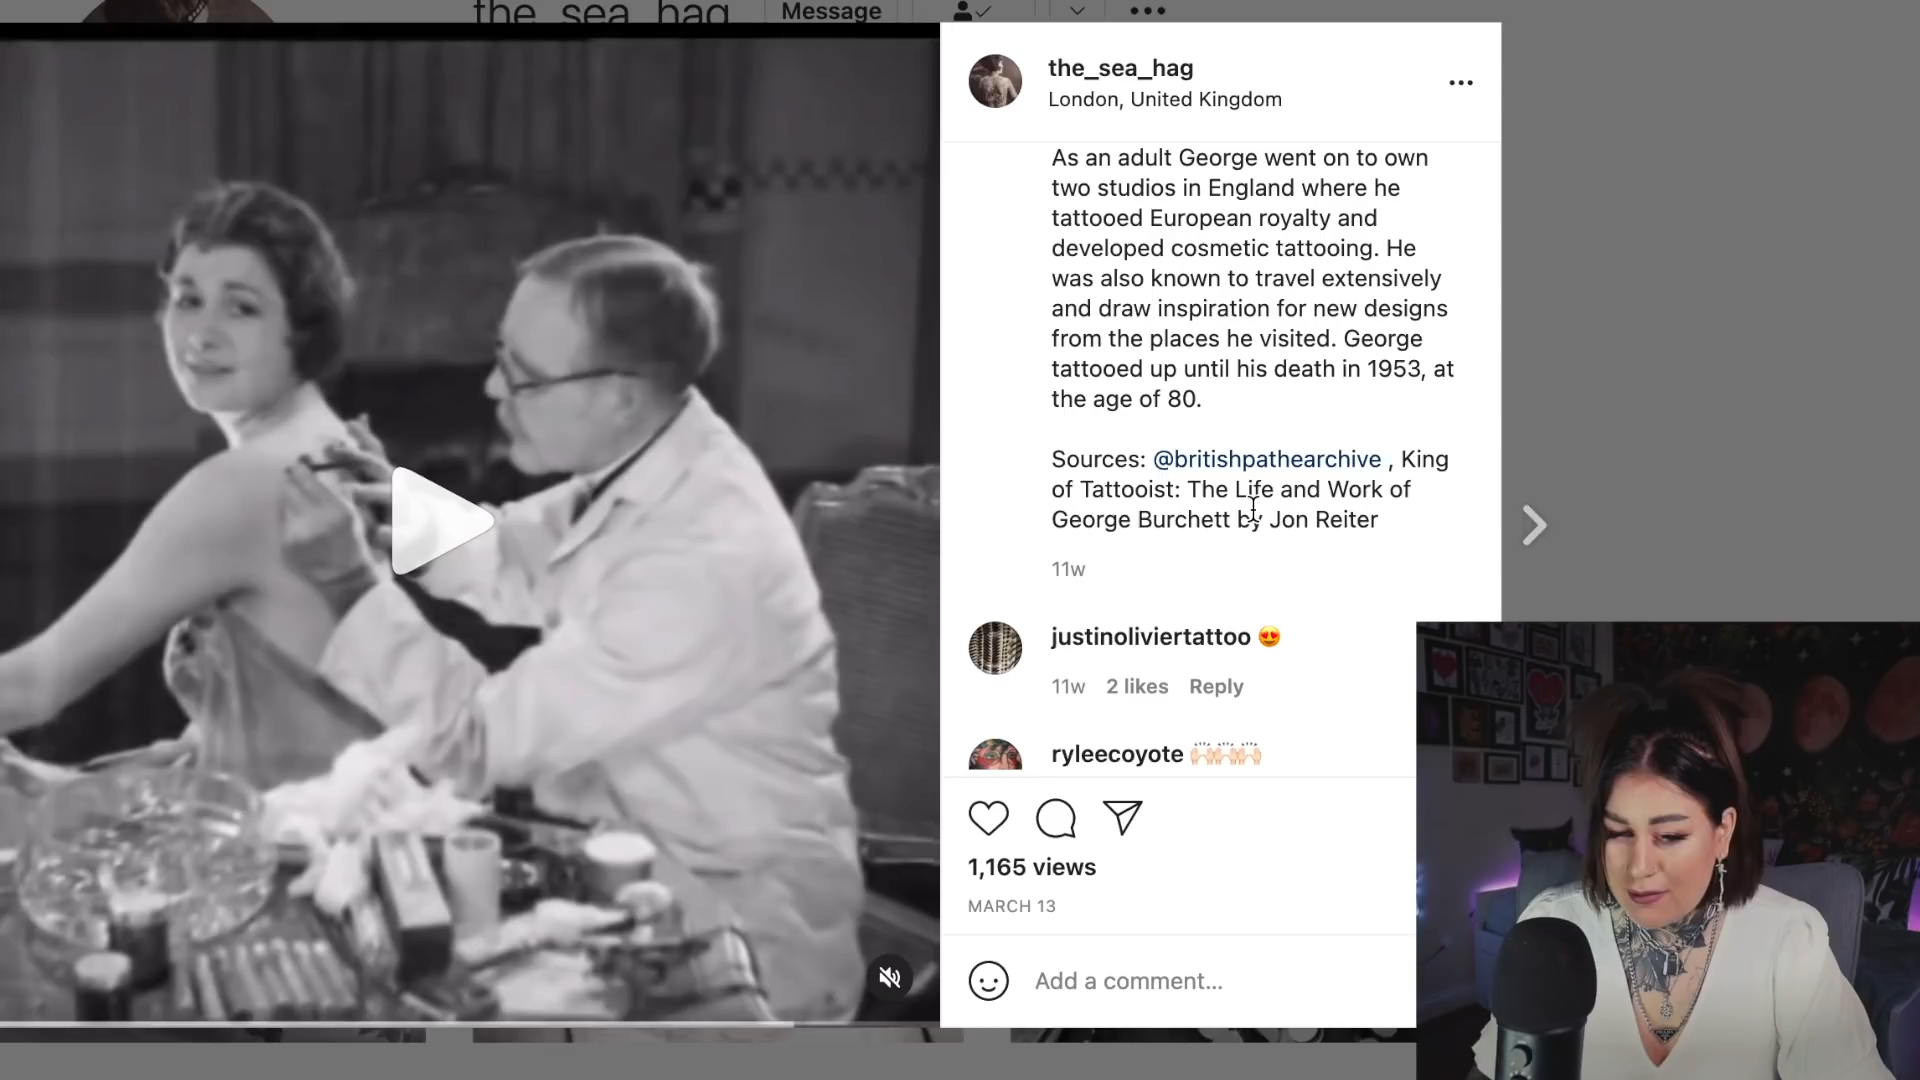 the_sea_hag
Message
the_sea_hag
London, United Kingdom
As an adult George went on to own
two studios in England where he
tattooed European royalty and
developed cosmetic tattooing. He
was also known to travel extensively
and draw inspiration for new designs
from the places he visited. George
tattooed up until his death in 1953, at
the age of 80.
Sources: @britishpathearchive , King
of Tattooist: The Life and Work of
George Burchett by Jon Reiter
11w
justinoliviertattoo 😍
11w 2 likes Reply
ryleecoyote 🙌🏻🙌🏻🙌🏻
1,165 views
MARCH 13
Add a comment...